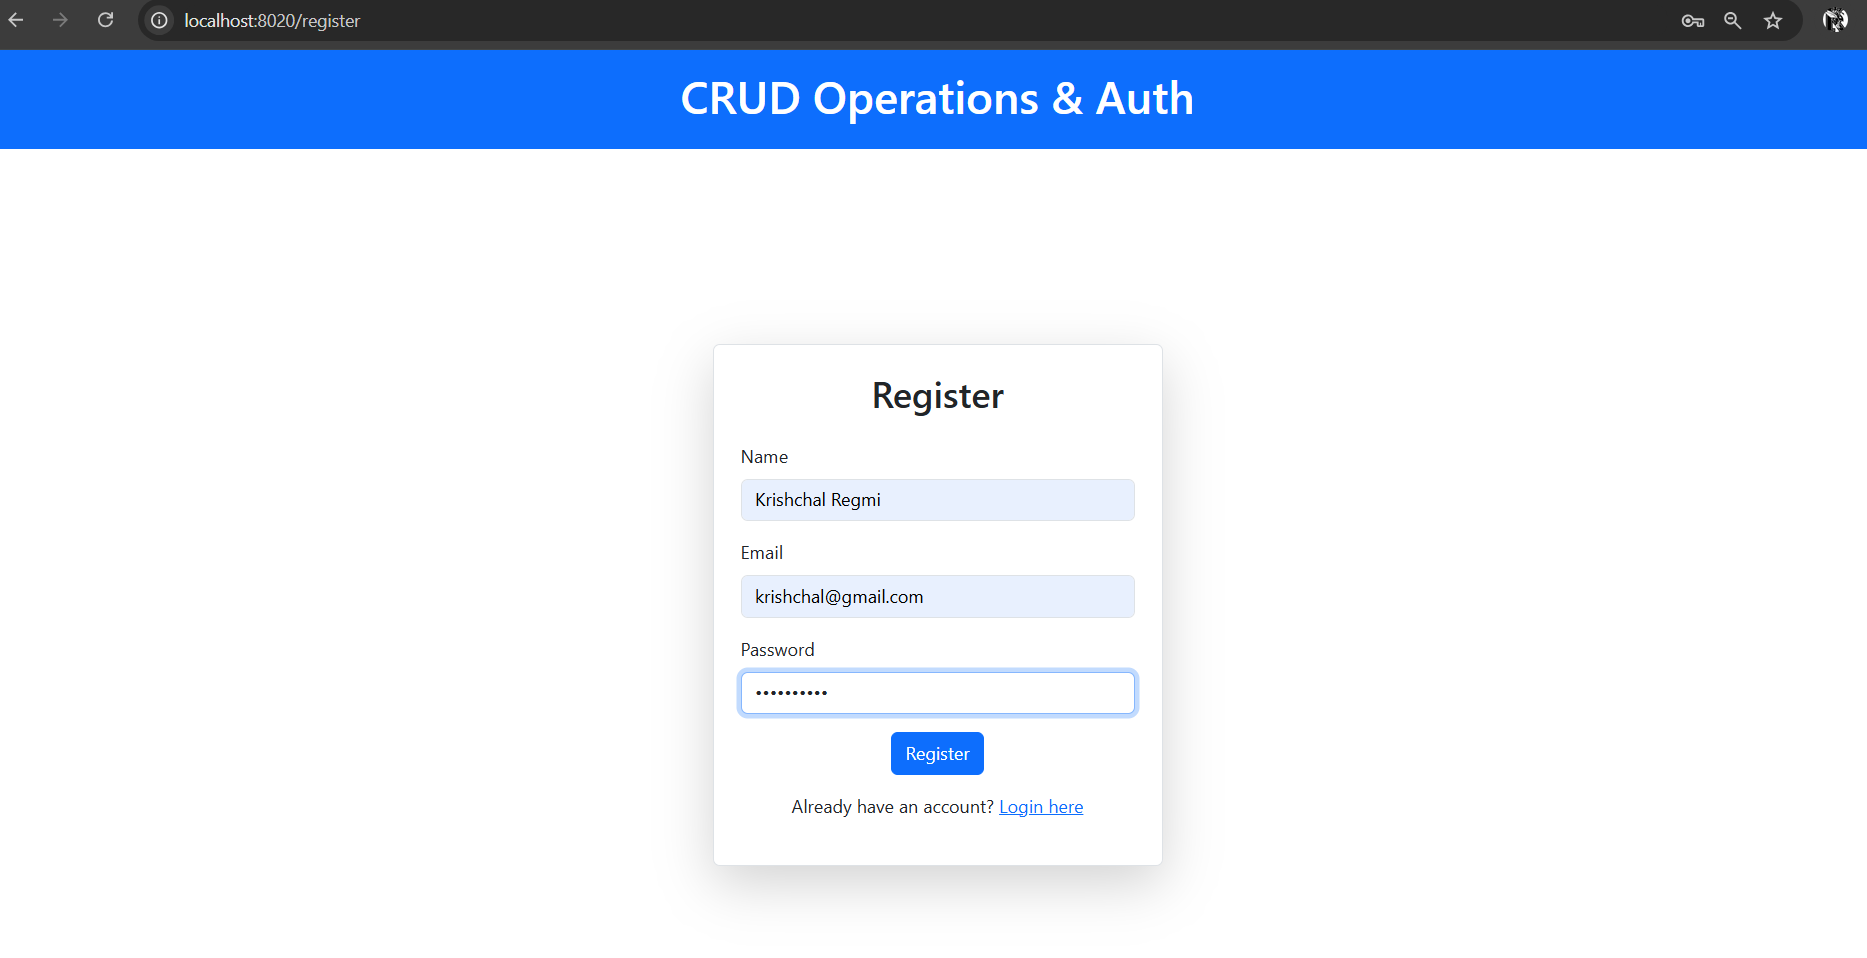 localhost:8020/register
CRUD Operations & Auth
Register
Name
Krishchal Regmi
Email
krishchal@gmail.com
Password
••••••••••
Register
Already have an account? Login here